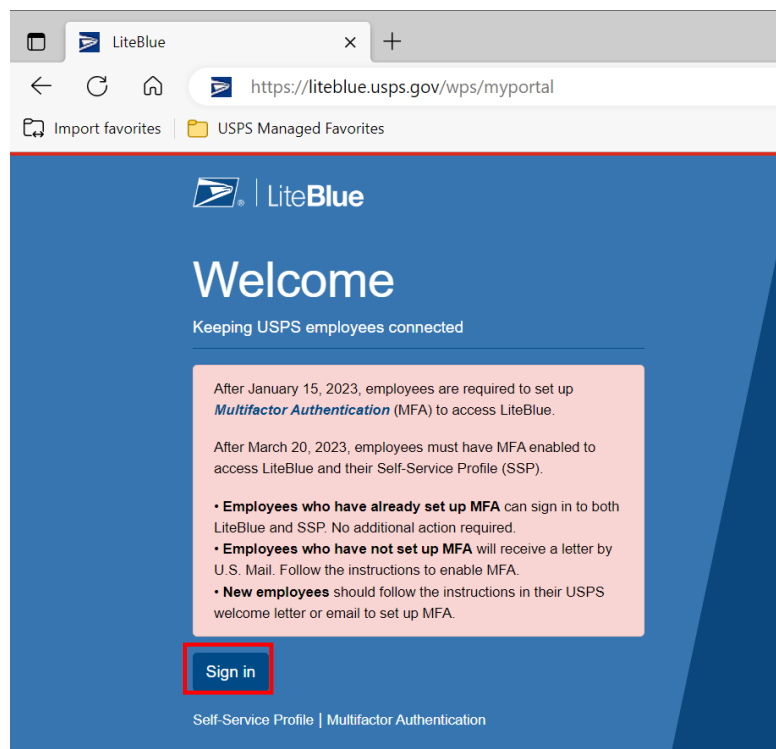 LiteBlue
https://liteblue.usps.gov/wps/myportal
Import favorites
USPS Managed Favorites
® LiteBlue
Welcome
Keeping USPS employees connected
After January 15, 2023, employees are required to set up
Multifactor Authentication (MFA) to access LiteBlue.
After March 20, 2023, employees must have MFA enabled to
access LiteBlue and their Self-Service Profile (SSP).
• Employees who have already set up MFA can sign in to both
LiteBlue and SSP. No additional action required.
• Employees who have not set up MFA will receive a letter by
U.S. Mail. Follow the instructions to enable MFA.
• New employees should follow the instructions in their USPS
welcome letter or email to set up MFA.
Sign in
Self-Service Profile | Multifactor Authentication